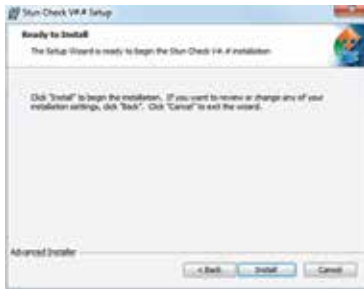 Stun Check V#.# Setup
Ready to Install
The Setup Wizard is ready to begin the Stun Check V#.# installation
Click "Install" to begin the installation. If you want to review or change any of your
installation settings, click "Back". Click "Cancel" to exit the wizard.
Advanced Installer
< Back
Install
Cancel